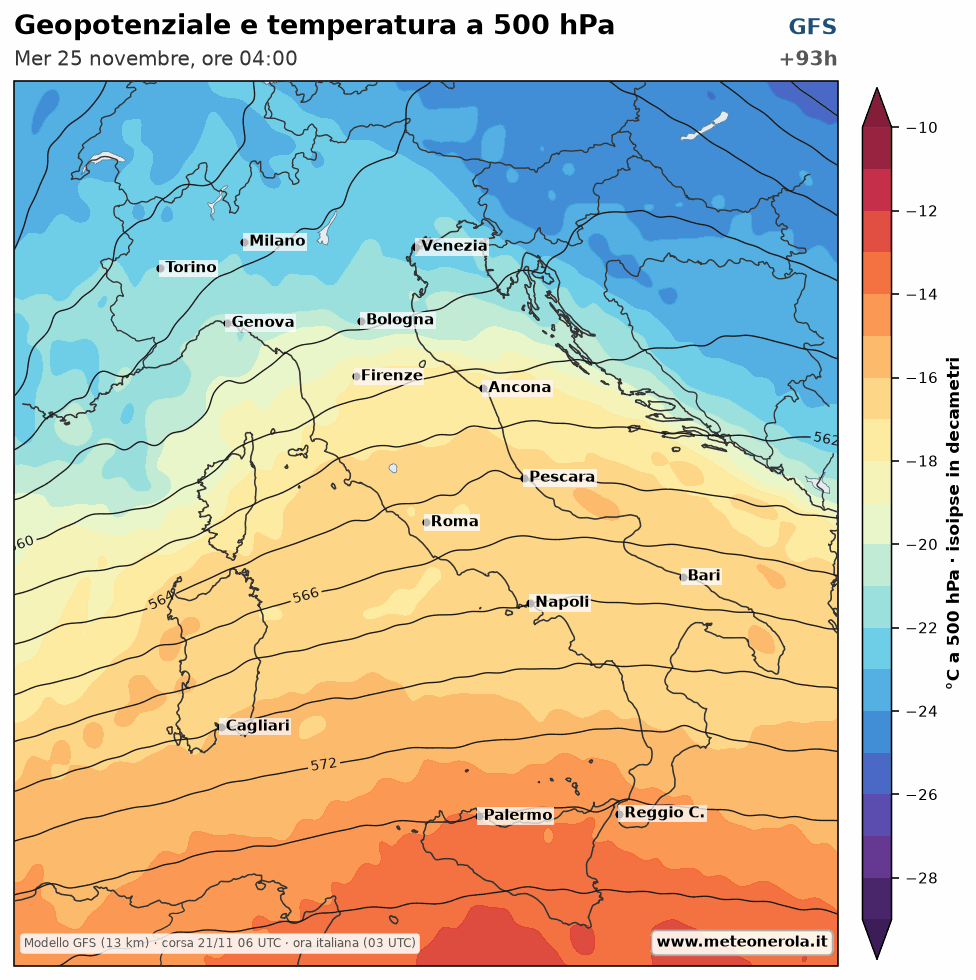 Geopotenziale e temperatura a 500 hPa
GFS
Mer 25 novembre, ore 04:00
+93h
Milano
Venezia
Torino
Genova
Bologna
Firenze
Ancona
562
Pescara
Roma
60
Bari
564
566
Napoli
Cagliari
572
Palermo
Reggio C.
Modello GFS (13 km) · corsa 21/11 06 UTC · ora italiana (03 UTC)
www.meteonerola.it
−10
−12
−14
−16
−18
−20
−22
−24
−26
−28
°C a 500 hPa · isoipse in decametri